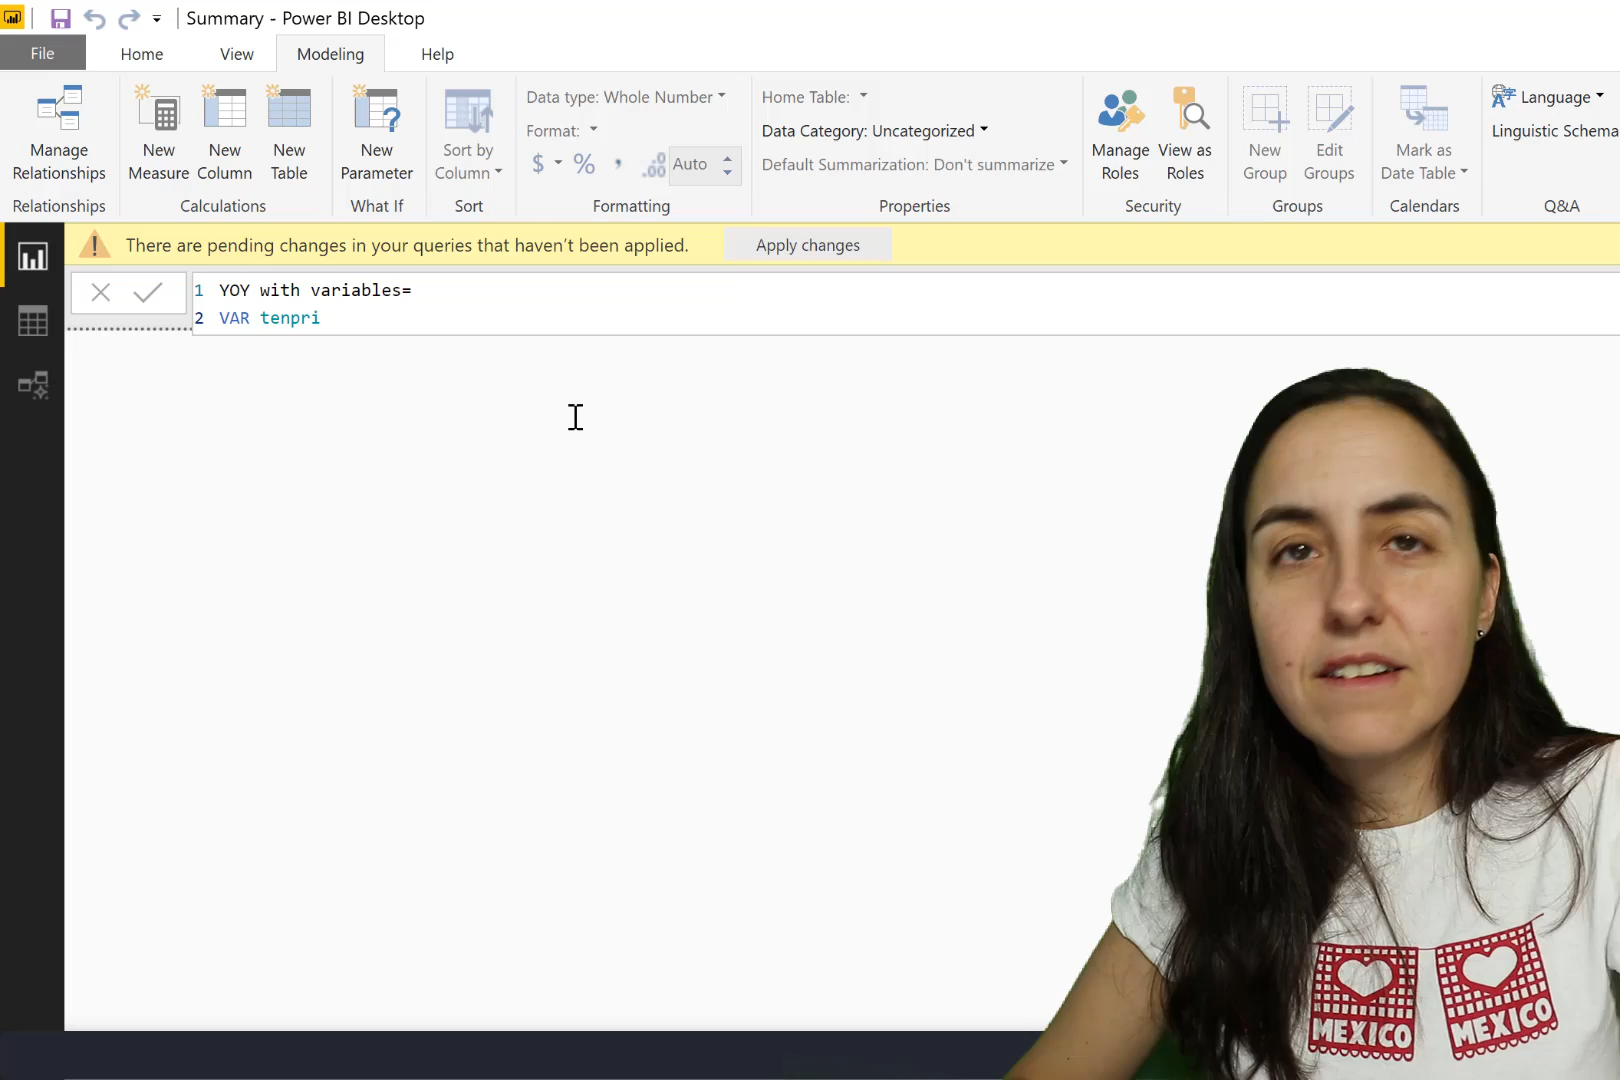 Summary - Power BI Desktop
File Home View Modeling Help
Manage Relationships
New Measure
New Column
New Table
New Parameter
Sort by Column
Data type: Whole Number
Format:
$ % , .00 Auto
Home Table:
Data Category: Uncategorized
Default Summarization: Don't summarize
Manage Roles
View as Roles
New Group
Edit Groups
Mark as Date Table
Language
Linguistic Schema
Relationships Calculations What If Sort Formatting Properties Security Groups Calendars Q&A
There are pending changes in your queries that haven't been applied. Apply changes
1 YOY with variables=
2 VAR tenpri
MEXICO MEXICO